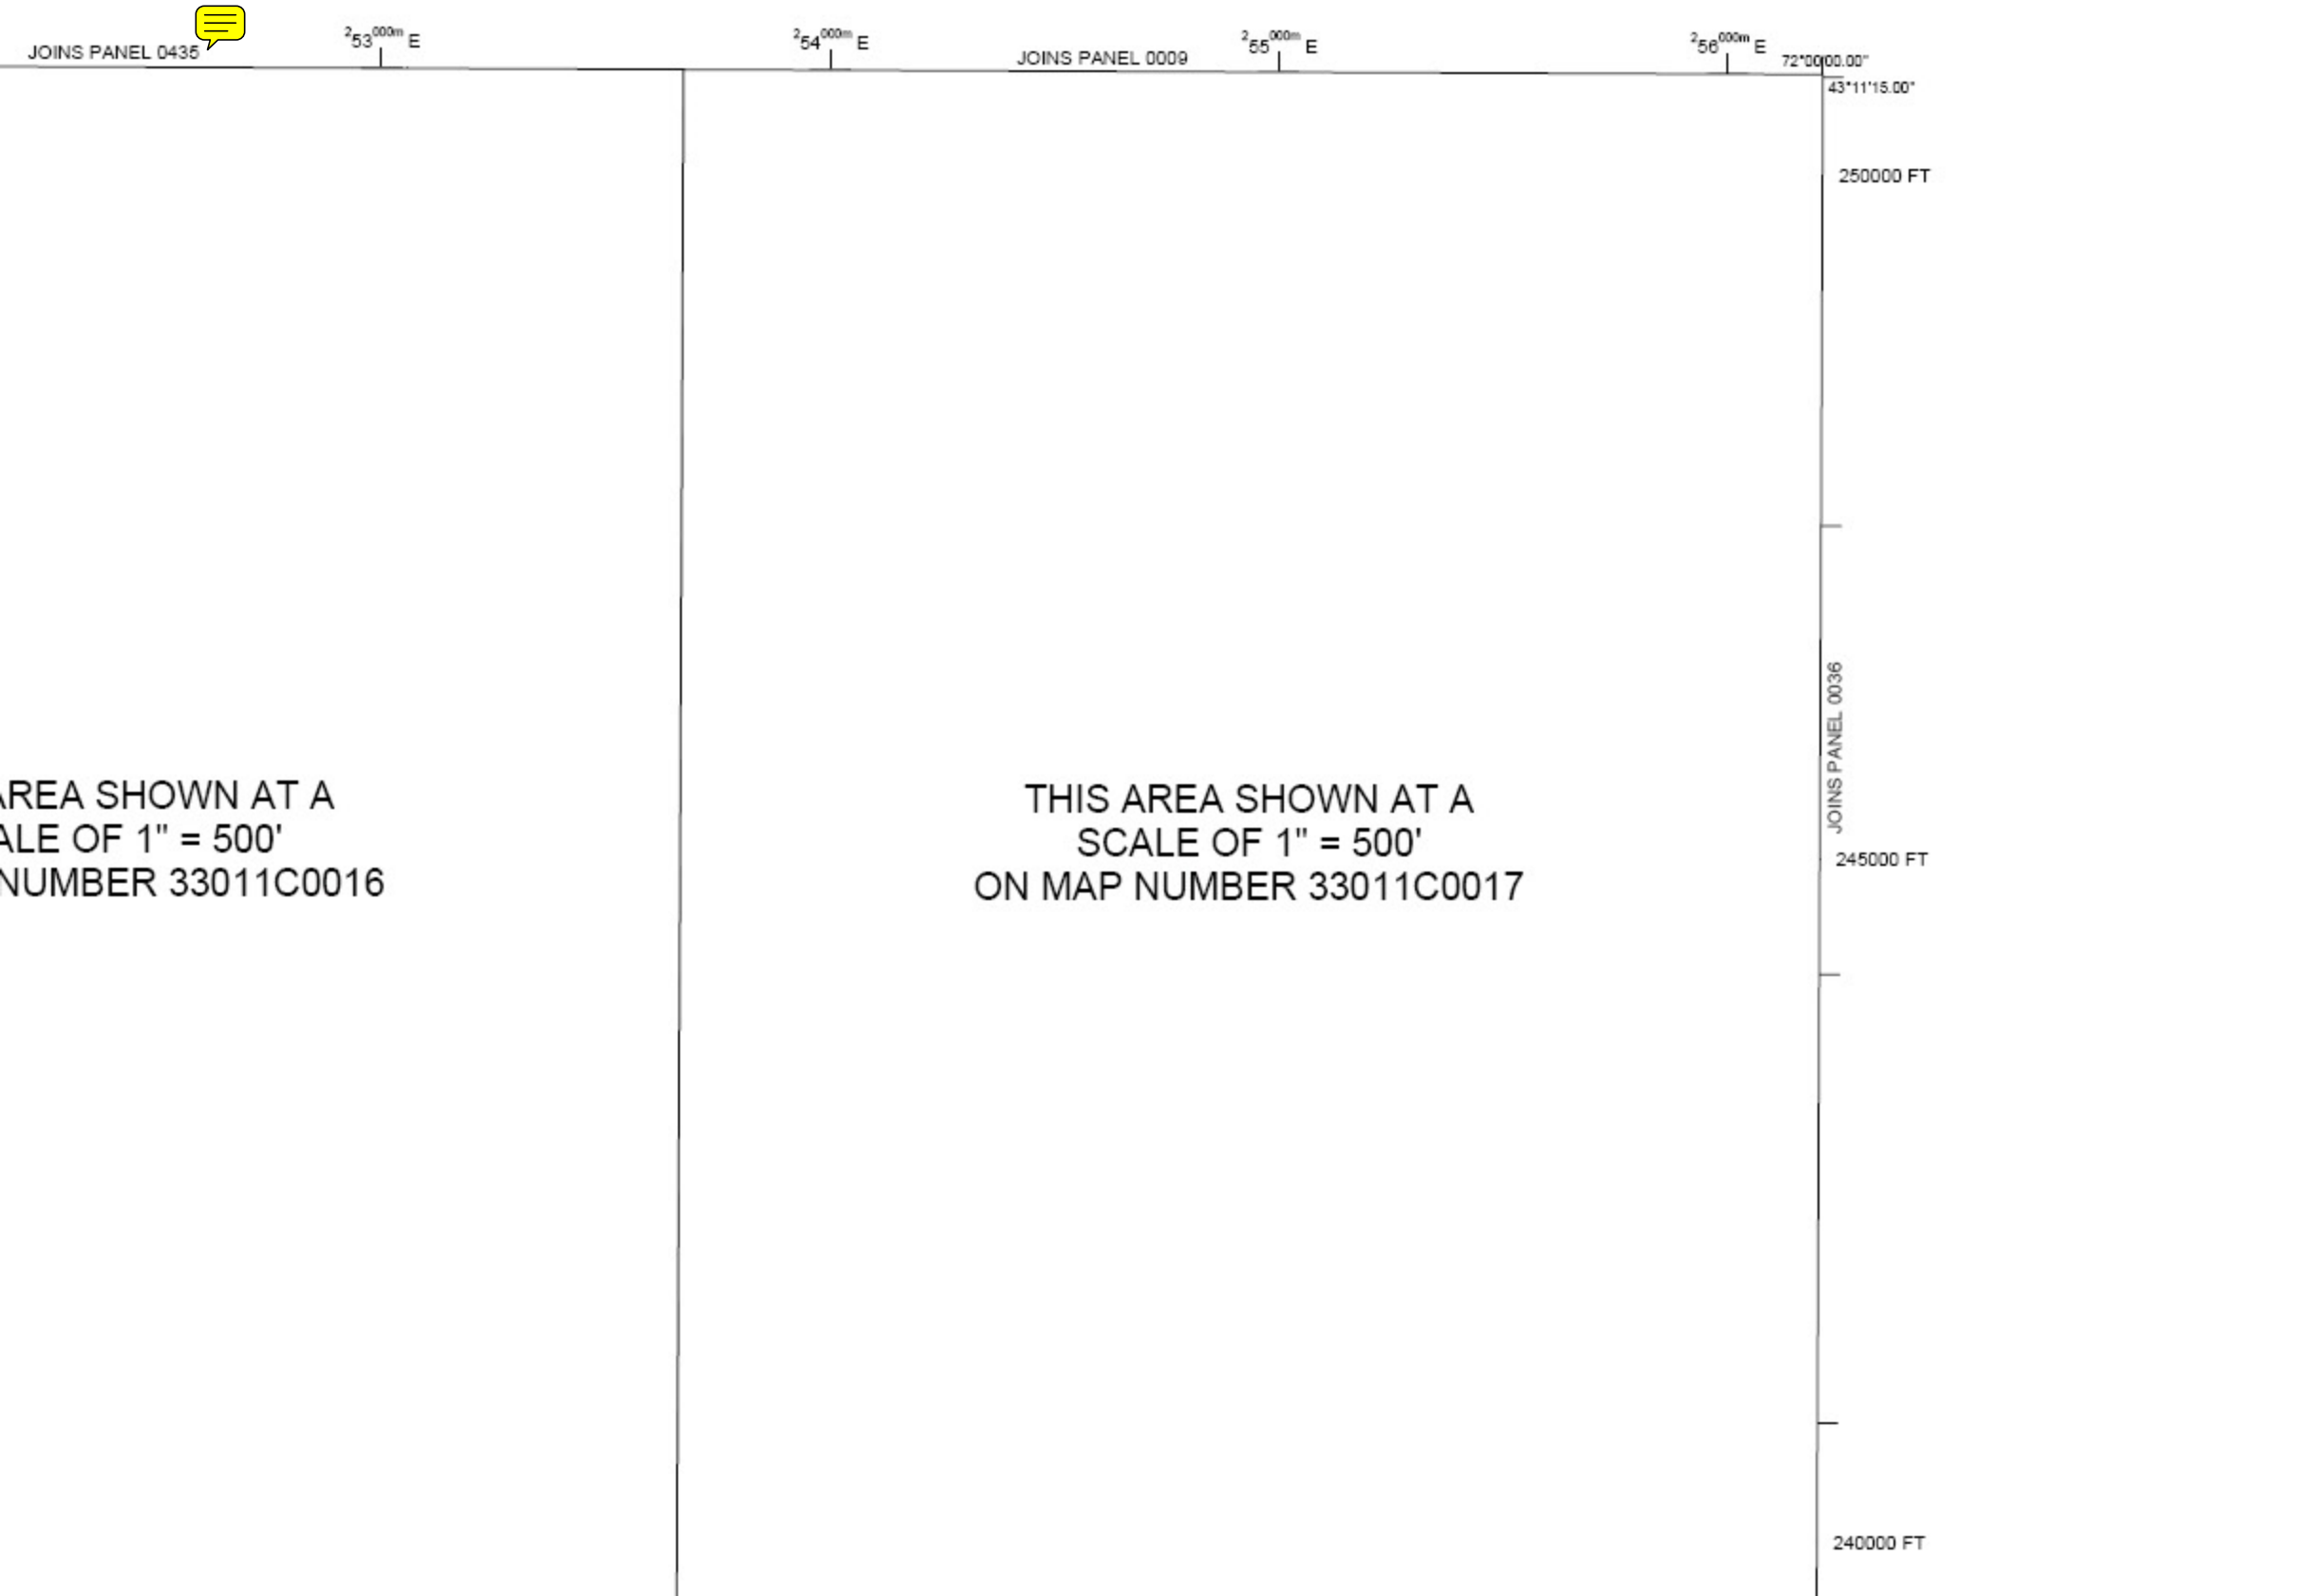 ²53⁰⁰⁰ᵐ E
²54⁰⁰⁰ᵐ E
²55⁰⁰⁰ᵐ E
²56⁰⁰⁰ᵐ E
JOINS PANEL 0435
JOINS PANEL 0009
72°00'00.00"
43°11'15.00"
250000 FT
JOINS PANEL 0036
AREA SHOWN AT A
ALE OF 1" = 500'
NUMBER 33011C0016
THIS AREA SHOWN AT A
SCALE OF 1" = 500'
ON MAP NUMBER 33011C0017
245000 FT
240000 FT